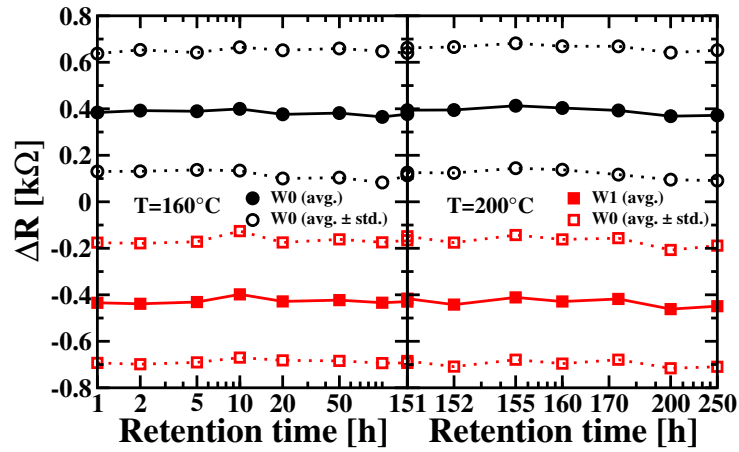 0.8
0.6
0.4
0.2
0
-0.2
-0.4
-0.6
-0.8
ΔR [kΩ]
T=160°C
W0 (avg.)
W0 (avg. ± std.)
T=200°C
W1 (avg.)
W0 (avg. ± std.)
1 2 5 10 20 50 151 152 155 160 170 200 250
Retention time [h] Retention time [h]